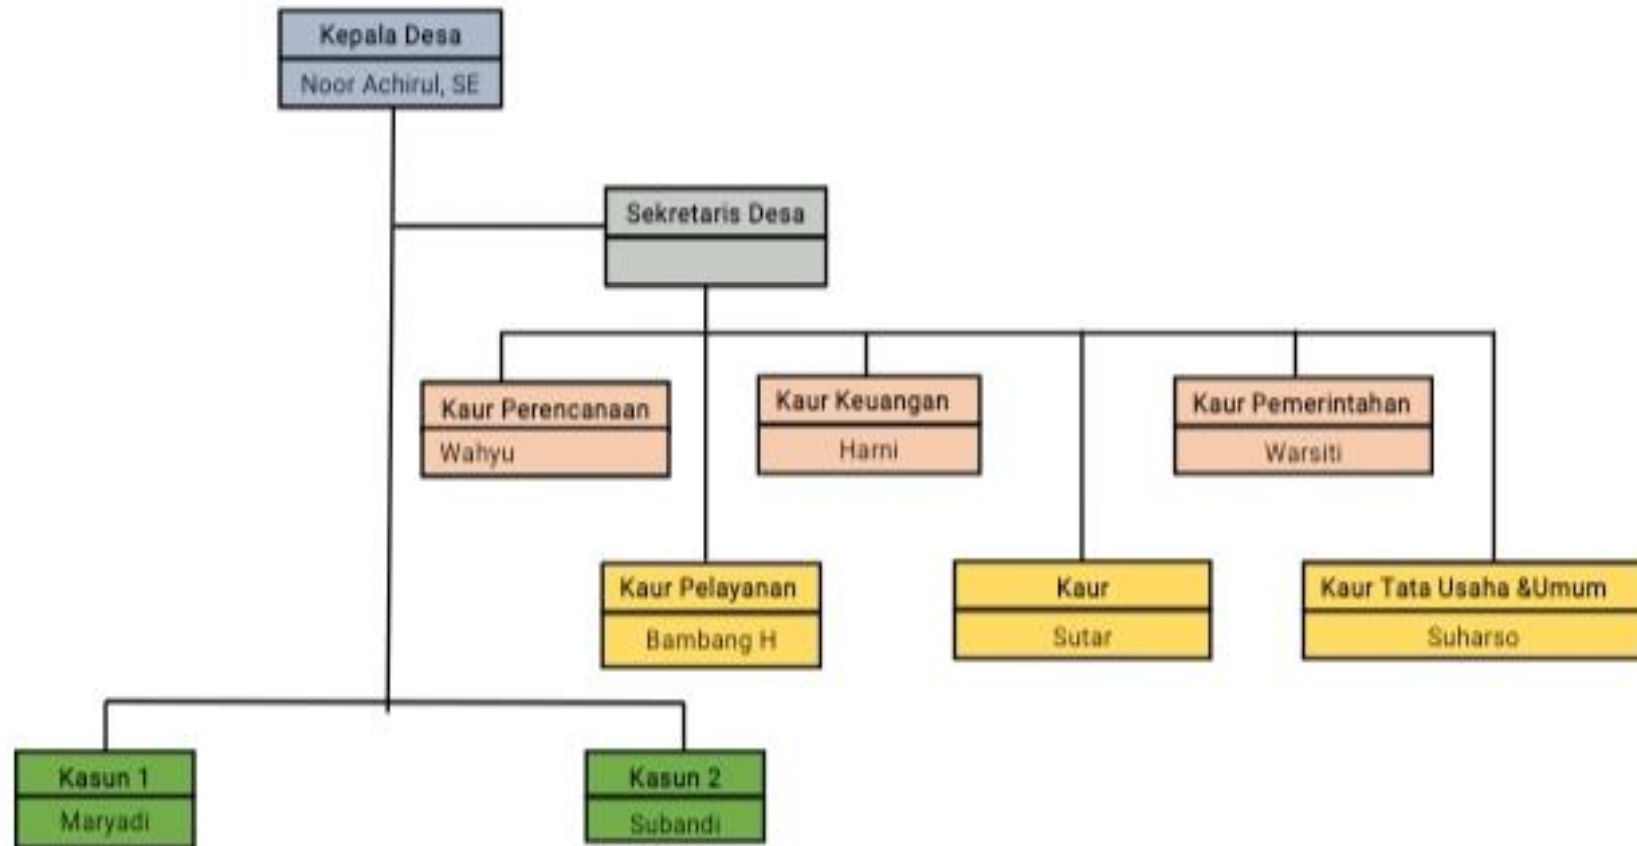 Kepala Desa
Noor Achirul, SE
Sekretaris Desa
Kaur Perencanaan
Wahyu
Kaur Keuangan
Harni
Kaur Pemerintahan
Warsiti
Kaur Pelayanan
Bambang H
Kaur
Sutar
Kaur Tata Usaha &Umum
Suharso
Kasun 1
Maryadi
Kasun 2
Subandi